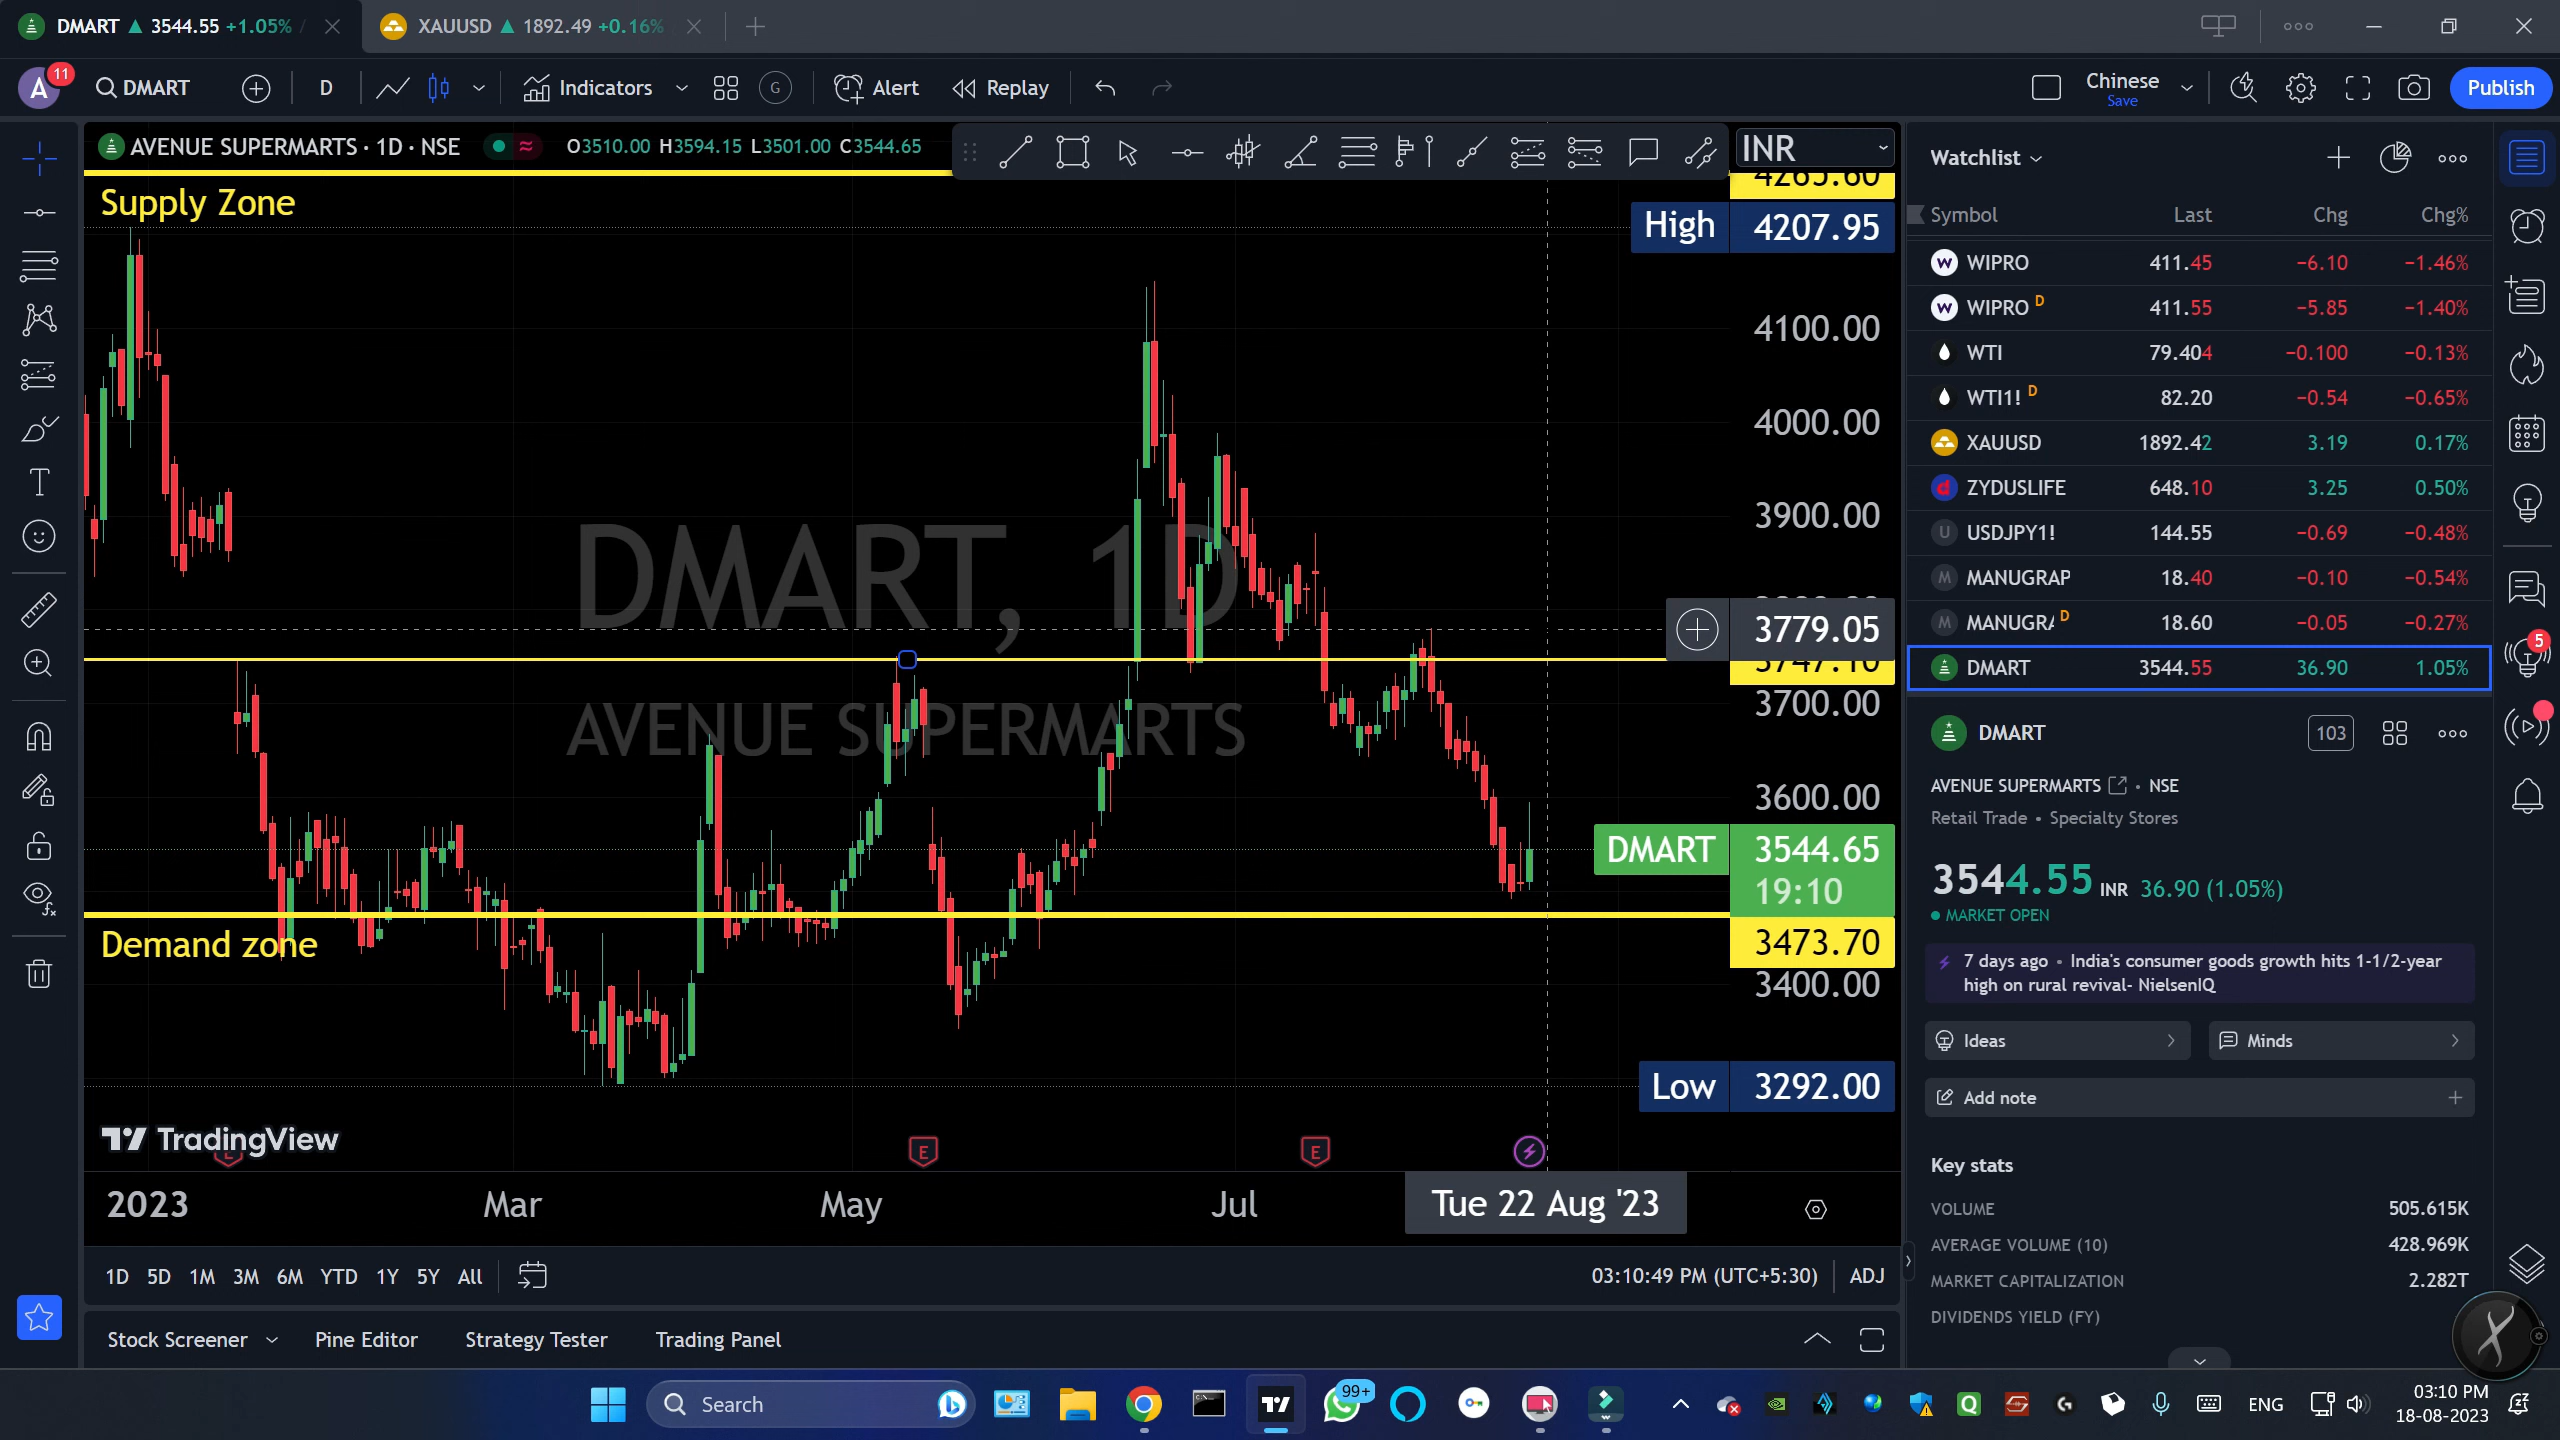 DMART ▲ 3544.55 +1.05% /
XAUUSD ▲ 1892.49 +0.16%
A 11 DMART D Indicators G Alert Replay Chinese Save Publish
AVENUE SUPERMARTS · 1D · NSE O3510.00 H3594.15 L3501.00 C3544.65
INR
Supply Zone
4265.60
High 4207.95
4100.00
4000.00
3900.00
DMART, 1D
AVENUE SUPERMARTS
3779.05
3747.10
3700.00
3600.00
DMART 3544.65
19:10
Demand zone
3473.70
3400.00
Low 3292.00
TradingView
E E
2023 Mar May Jul Tue 22 Aug '23
1D 5D 1M 3M 6M YTD 1Y 5Y All 03:10:49 PM (UTC+5:30) ADJ
Stock Screener Pine Editor Strategy Tester Trading Panel
Watchlist
Symbol Last Chg Chg%
WIPRO 411.45 −6.10 −1.46%
WIPRO D 411.55 −5.85 −1.40%
WTI 79.404 −0.100 −0.13%
WTI1! D 82.20 −0.54 −0.65%
XAUUSD 1892.42 3.19 0.17%
ZYDUSLIFE 648.10 3.25 0.50%
U USDJPY1! 144.55 −0.69 −0.48%
M MANUGRAP 18.40 −0.10 −0.54%
M MANUGRA D 18.60 −0.05 −0.27%
DMART 3544.55 36.90 1.05%
5
DMART 103
AVENUE SUPERMARTS • NSE
Retail Trade • Specialty Stores
3544.55 INR 36.90 (1.05%)
MARKET OPEN
7 days ago • India's consumer goods growth hits 1-1/2-year
high on rural revival- NielsenIQ
Ideas Minds
Add note
Key stats
VOLUME 505.615K
AVERAGE VOLUME (10) 428.969K
MARKET CAPITALIZATION 2.282T
DIVIDENDS YIELD (FY)
Search 99+ ENG 03:10 PM
18-08-2023